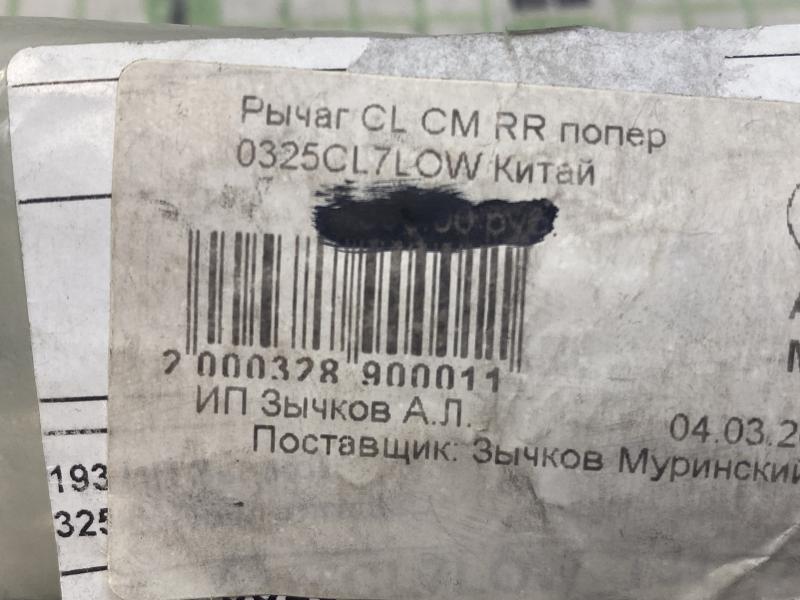 Рычаг CL CM RR попер
0325CL7LOW Китай
2 000328 900011
ИП Зычков А.Л.
04.03.2
Поставщик: Зычков Муринский
193
325